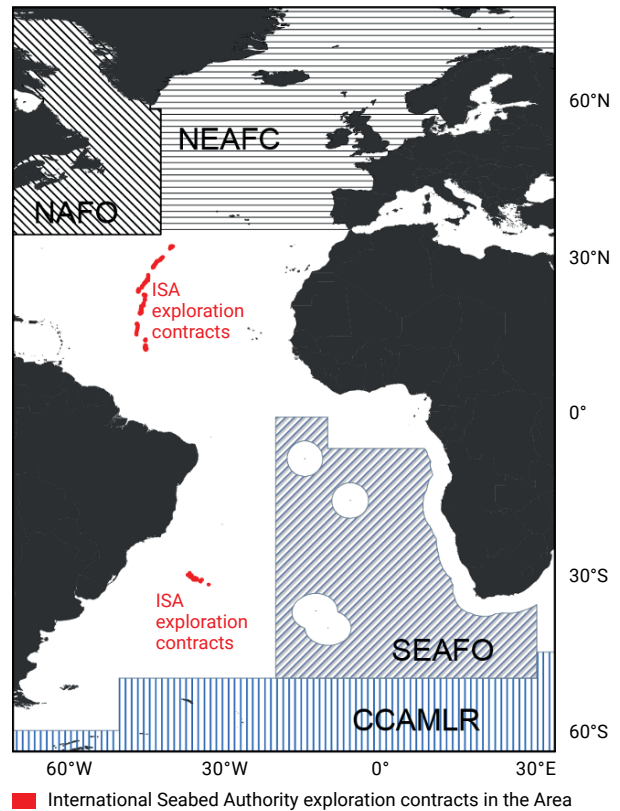 60°N
NEAFC
NAFO
30°N
ISA
exploration
contracts
0°
30°S
ISA
exploration
contracts
SEAFO
CCAMLR
60°S
60°W
30°W
0°
30°E
International Seabed Authority exploration contracts in the Area